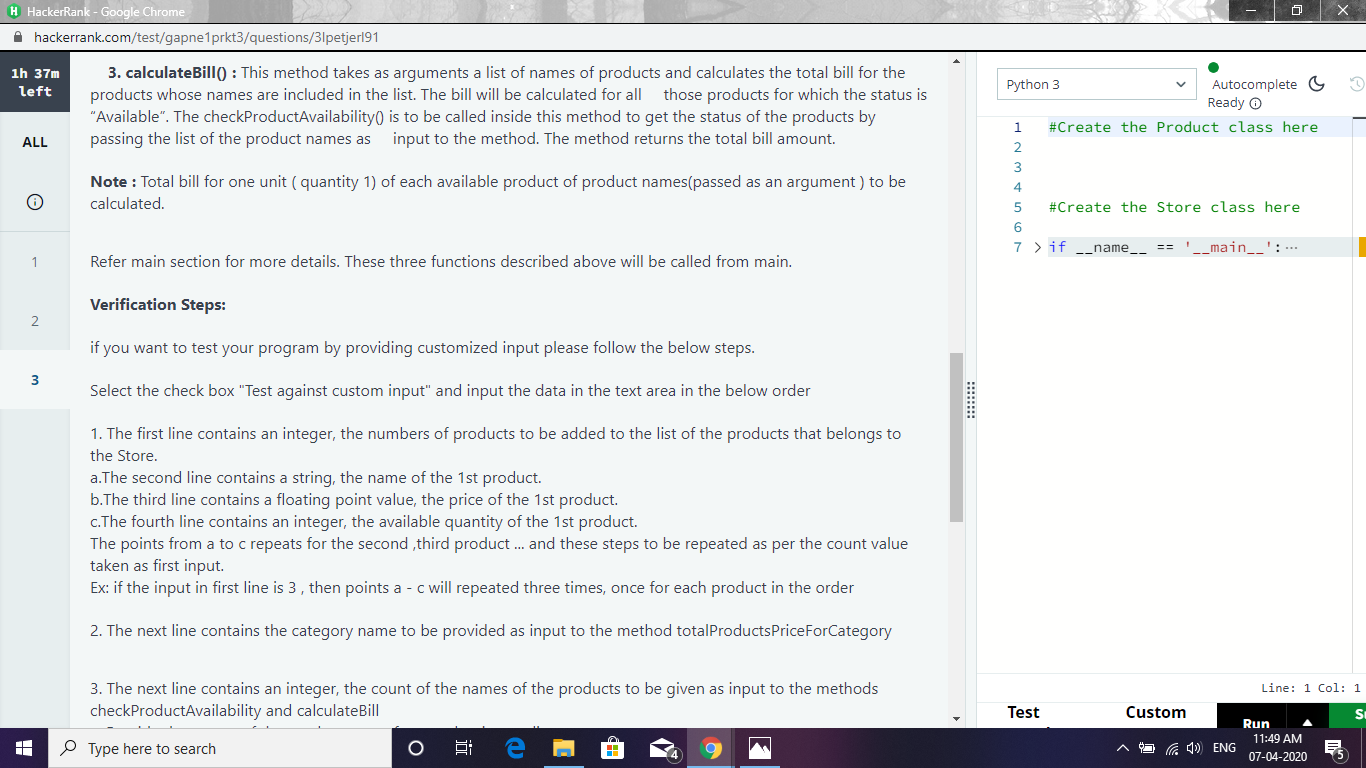 HackerRank - Google Chrome
hackerrank.com/test/gapne1prkt3/questions/3lpetjerl91
1h 37m
left
ALL
1
2
3
3. calculateBill() : This method takes as arguments a list of names of products and calculates the total bill for the
products whose names are included in the list. The bill will be calculated for all those products for which the status is
“Available”. The checkProductAvailability() is to be called inside this method to get the status of the products by
passing the list of the product names as input to the method. The method returns the total bill amount.
Note : Total bill for one unit ( quantity 1) of each available product of product names(passed as an argument ) to be
calculated.
Refer main section for more details. These three functions described above will be called from main.
Verification Steps:
if you want to test your program by providing customized input please follow the below steps.
Select the check box "Test against custom input" and input the data in the text area in the below order
1. The first line contains an integer, the numbers of products to be added to the list of the products that belongs to
the Store.
a.The second line contains a string, the name of the 1st product.
b.The third line contains a floating point value, the price of the 1st product.
c.The fourth line contains an integer, the available quantity of the 1st product.
The points from a to c repeats for the second ,third product ... and these steps to be repeated as per the count value
taken as first input.
Ex: if the input in first line is 3 , then points a - c will repeated three times, once for each product in the order
2. The next line contains the category name to be provided as input to the method totalProductsPriceForCategory
3. The next line contains an integer, the count of the names of the products to be given as input to the methods
checkProductAvailability and calculateBill
Python 3
Autocomplete
Ready
1 #Create the Product class here
2
3
4
5 #Create the Store class here
6
7 > if __name__ == '__main__': ...
Line: 1 Col: 1
Test
Custom
Run
Type here to search
4
ENG
11:49 AM
07-04-2020
5